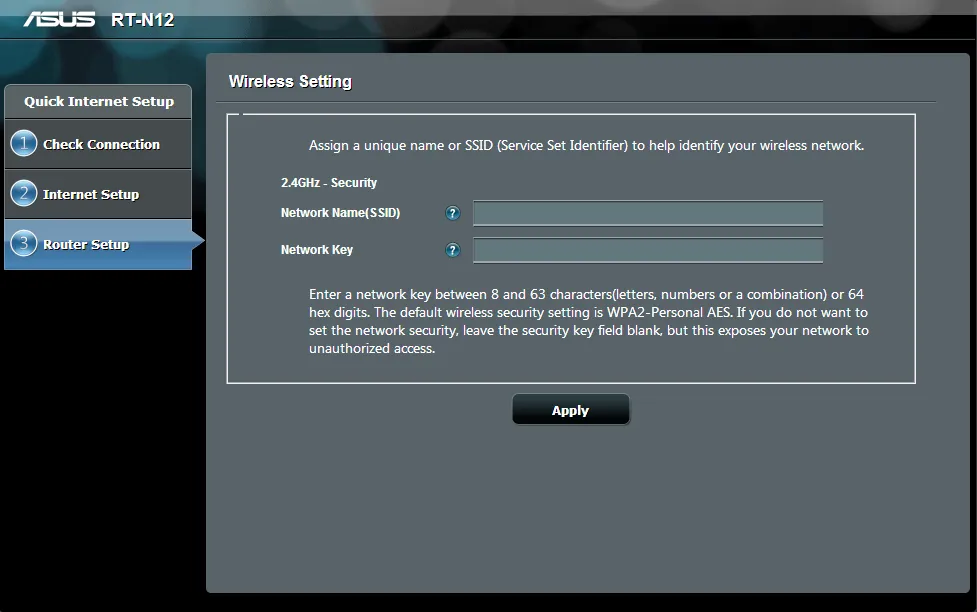 ASUS RT-N12
Quick Internet Setup
1 Check Connection
2 Internet Setup
3 Router Setup
Wireless Setting
Assign a unique name or SSID (Service Set Identifier) to help identify your wireless network.
2.4GHz - Security
Network Name(SSID) ?
Network Key ?
Enter a network key between 8 and 63 characters(letters, numbers or a combination) or 64
hex digits. The default wireless security setting is WPA2-Personal AES. If you do not want to
set the network security, leave the security key field blank, but this exposes your network to
unauthorized access.
Apply